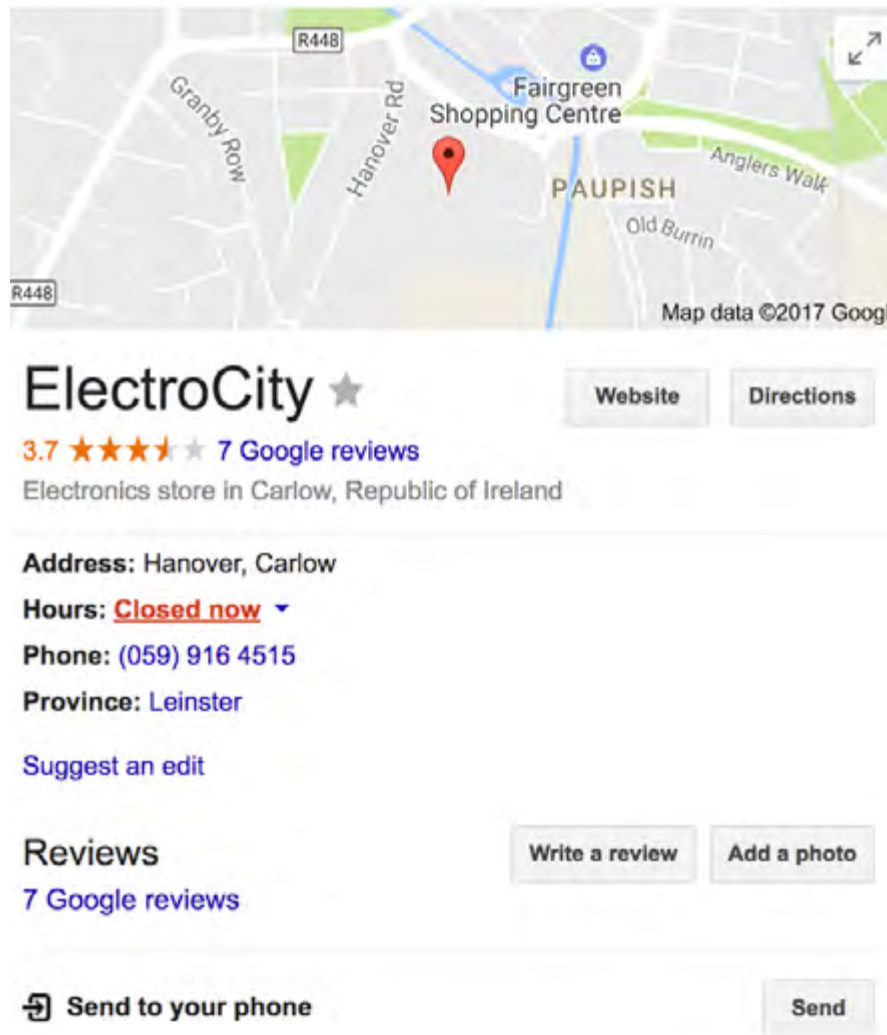 R448
Granby Row
Hanover Rd
Fairgreen
Shopping Centre
PAUPISH
Anglers Walk
Old Burrin
R448
Map data ©2017 Googl
ElectroCity
Website
Directions
3.7
7 Google reviews
Electronics store in Carlow, Republic of Ireland
Address: Hanover, Carlow
Hours: Closed now
Phone: (059) 916 4515
Province: Leinster
Suggest an edit
Reviews
Write a review
Add a photo
7 Google reviews
Send to your phone
Send